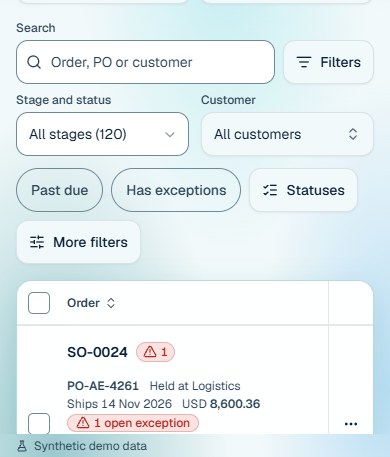 Search
Order, PO or customer
Filters
Stage and status
Customer
All stages (120)
All customers
Past due
Has exceptions
Statuses
More filters
Order
SO-0024
1
PO-AE-4261 Held at Logistics
Ships 14 Nov 2026 USD 8,600.36
1 open exception
Synthetic demo data